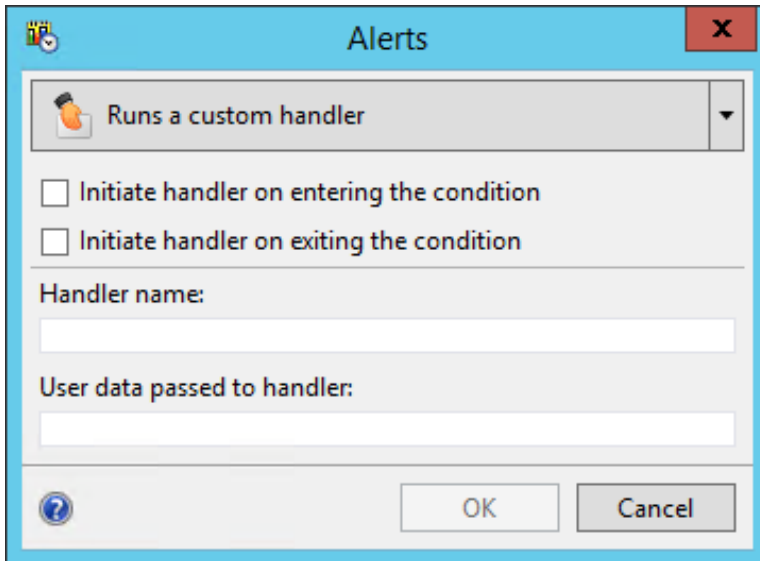 Alerts
X
Runs a custom handler
Initiate handler on entering the condition
Initiate handler on exiting the condition
Handler name:
User data passed to handler:
?
OK
Cancel